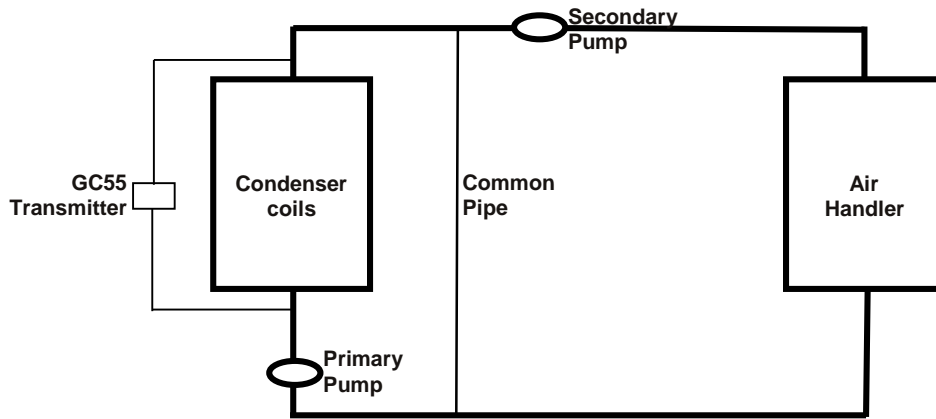 Secondary
Pump
GC55
Transmitter
Condenser
coils
Common
Pipe
Air
Handler
Primary
Pump